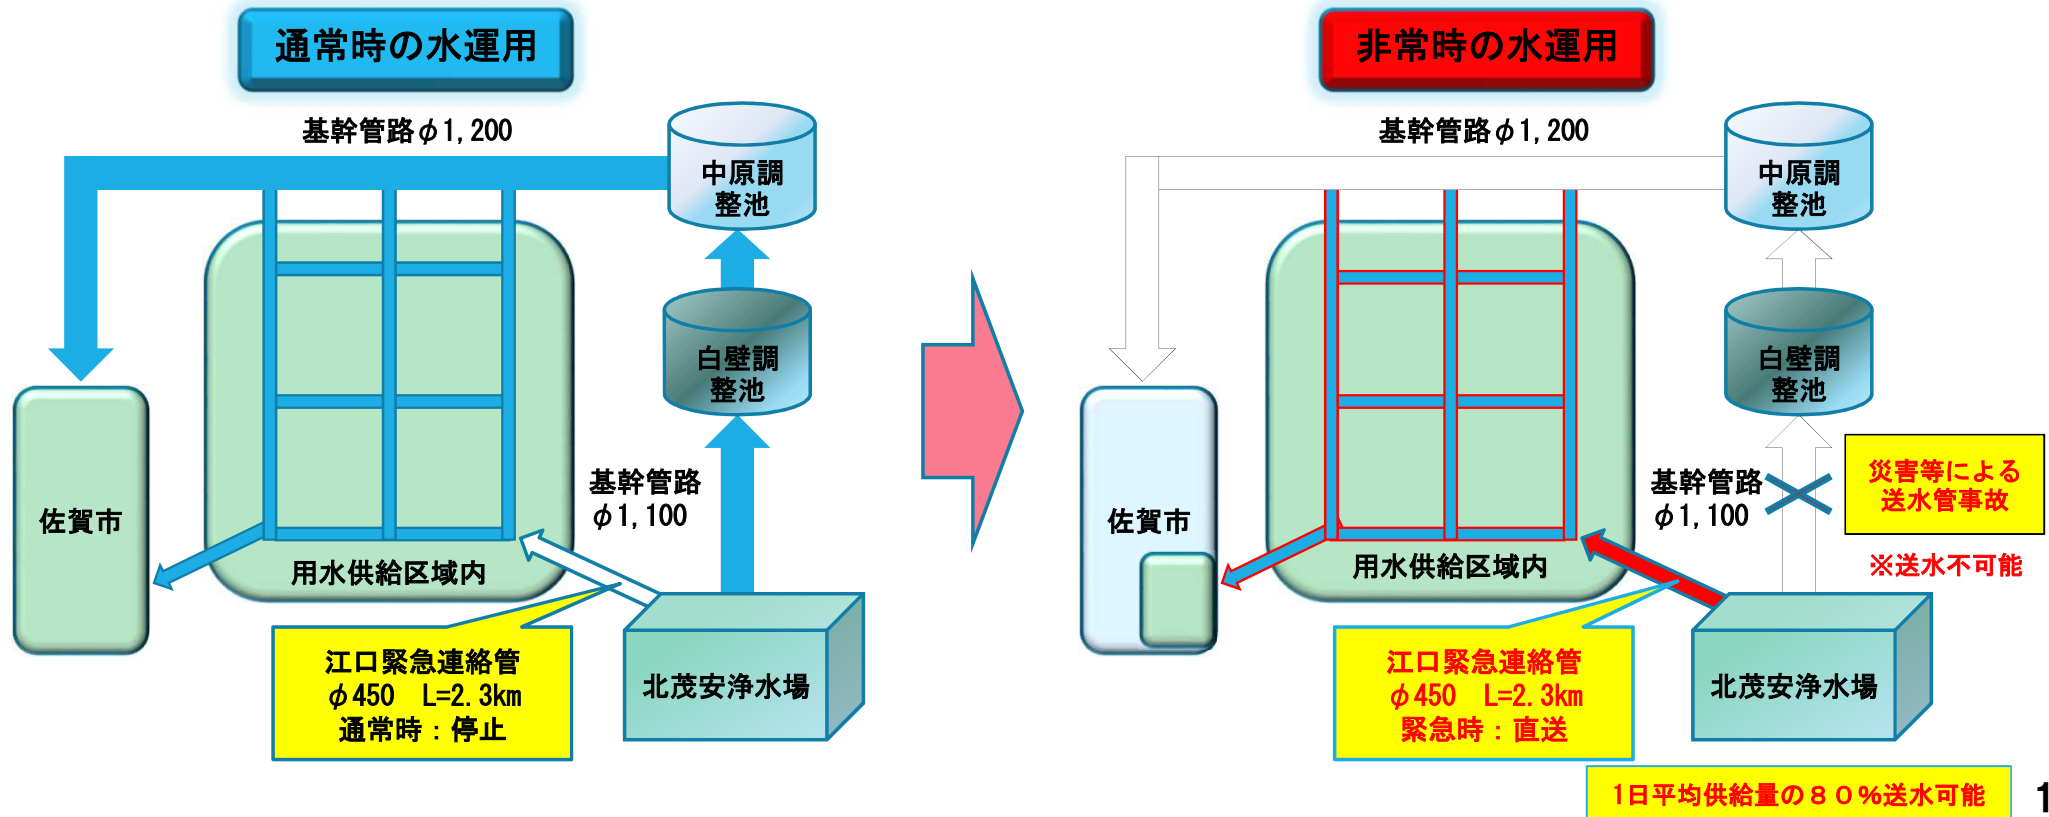 通常時の水運用
基幹管路φ1,200
中原調
整池
白壁調
整池
基幹管路
φ1,100
佐賀市
用水供給区域内
江口緊急連絡管
φ450　L=2.3km
通常時：停止
北茂安浄水場
非常時の水運用
基幹管路φ1,200
中原調
整池
白壁調
整池
基幹管路
φ1,100
災害等による
送水管事故
※送水不可能
佐賀市
用水供給区域内
江口緊急連絡管
φ450　L=2.3km
緊急時：直送
北茂安浄水場
1日平均供給量の８０%送水可能
1